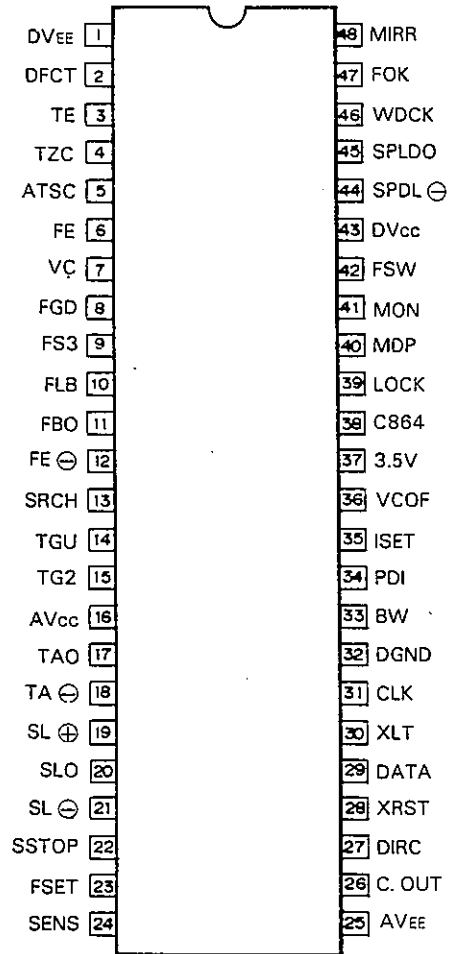 DVEE 1 48 MIRR
DFCT 2 47 FOK
TE 3 46 WDCK
TZC 4 45 SPLDO
ATSC 5 44 SPDL ⊖
FE 6 43 DVcc
VC 7 42 FSW
FGD 8 41 MON
FS3 9 40 MDP
FLB 10 39 LOCK
FBO 11 38 C864
FE ⊖ 12 37 3.5V
SRCH 13 36 VCOF
TGU 14 35 ISET
TG2 15 34 PDI
AVcc 16 33 BW
TAO 17 32 DGND
TA ⊖ 18 31 CLK
SL ⊕ 19 30 XLT
SLO 20 29 DATA
SL ⊖ 21 28 XRST
SSTOP 22 27 DIRC
FSET 23 26 C. OUT
SENS 24 25 AVEE